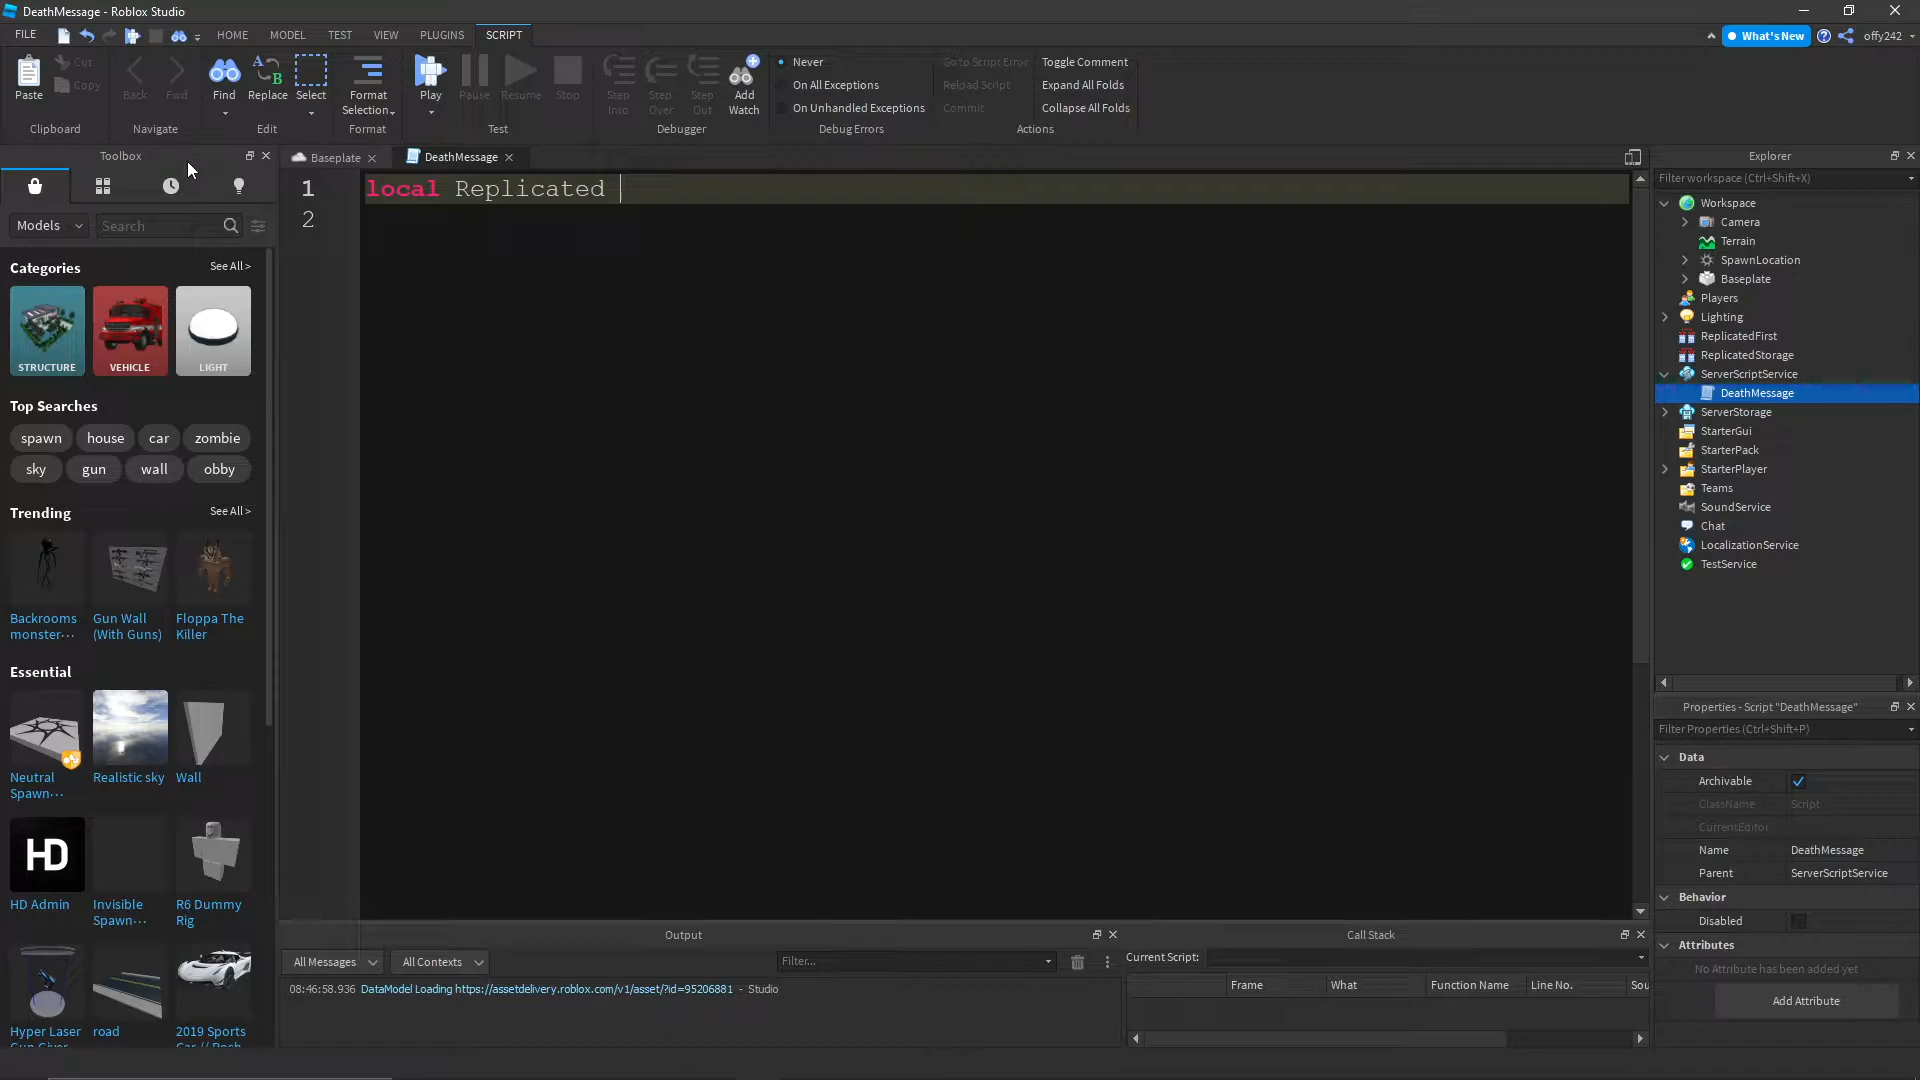 DeathMessage - Roblox Studio
FILE HOME MODEL TEST VIEW PLUGINS SCRIPT What's New offy242
Paste Cut Copy Clipboard
Back Fwd Navigate
Find Replace Select Edit
Format Selection Format
Play Pause Resume Stop Test
Step Into Step Over Step Out Add Watch Debugger
Never
On All Exceptions
On Unhandled Exceptions
Debug Errors
Go to Script Error
Reload Script
Commit
Toggle Comment
Expand All Folds
Collapse All Folds
Actions
Toolbox
Models Search
Categories See All >
STRUCTURE VEHICLE LIGHT
Top Searches
spawn house car zombie
sky gun wall obby
Trending See All >
Backrooms monster...
Gun Wall (With Guns)
Floppa The Killer
Essential
Neutral Spawn...
Realistic sky
Wall
HD
HD Admin
Invisible Spawn...
R6 Dummy Rig
Hyper Laser
road
2019 Sports
Baseplate DeathMessage
1 local Replicated
2
Output
All Messages All Contexts Filter...
08:46:58.936 DataModel Loading https://assetdelivery.roblox.com/v1/asset/?id=95206881 - Studio
Call Stack
Current Script:
Frame What Function Name Line No. Sou
Explorer
Filter workspace (Ctrl+Shift+X)
Workspace
Camera
Terrain
SpawnLocation
Baseplate
Players
Lighting
ReplicatedFirst
ReplicatedStorage
ServerScriptService
DeathMessage
ServerStorage
StarterGui
StarterPack
StarterPlayer
Teams
SoundService
Chat
LocalizationService
TestService
Properties - Script "DeathMessage"
Filter Properties (Ctrl+Shift+P)
Data
Archivable
ClassName Script
CurrentEditor
Name DeathMessage
Parent ServerScriptService
Behavior
Disabled
Attributes
No Attribute has been added yet
Add Attribute